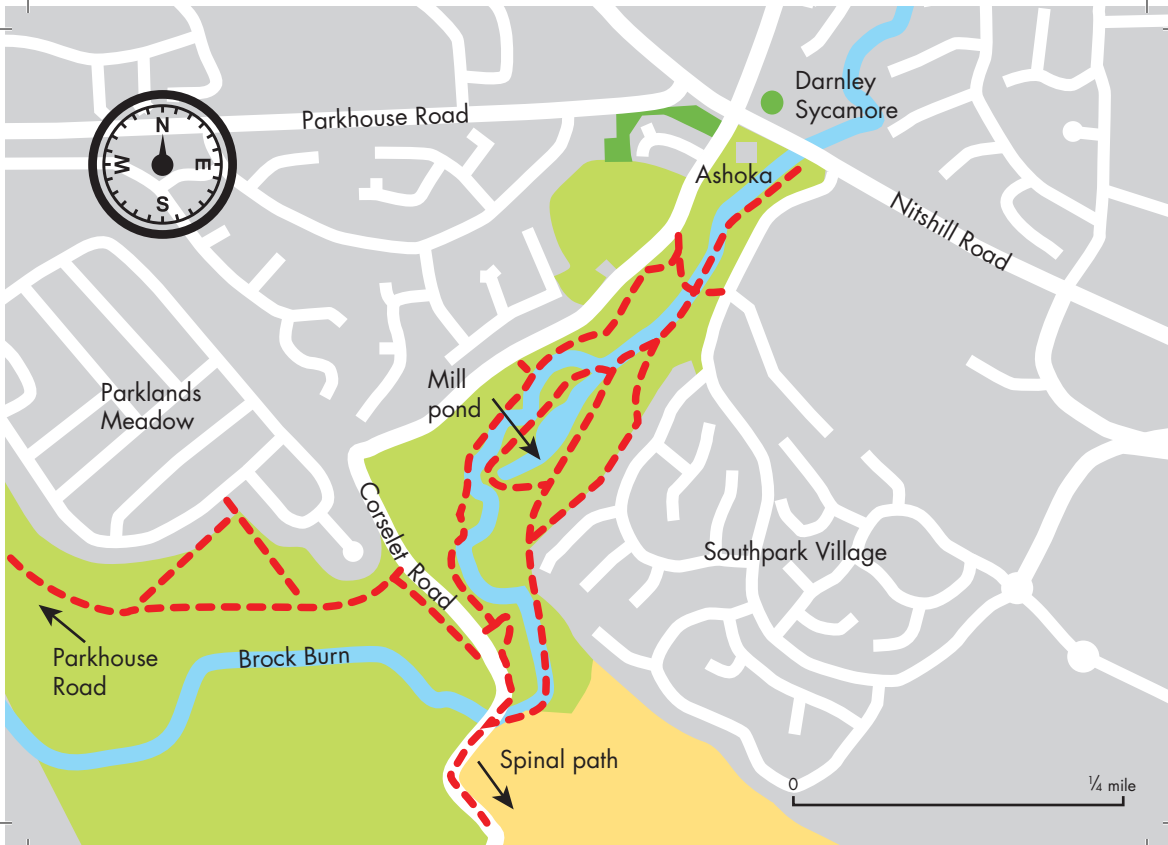 Darnley
Sycamore
Parkhouse Road
N
W
E
S
Ashoka
Nitshill Road
Mill
pond
Parklands
Meadow
Corselet Road
Southpark Village
Parkhouse
Road
Brock Burn
Spinal path
0
¼ mile